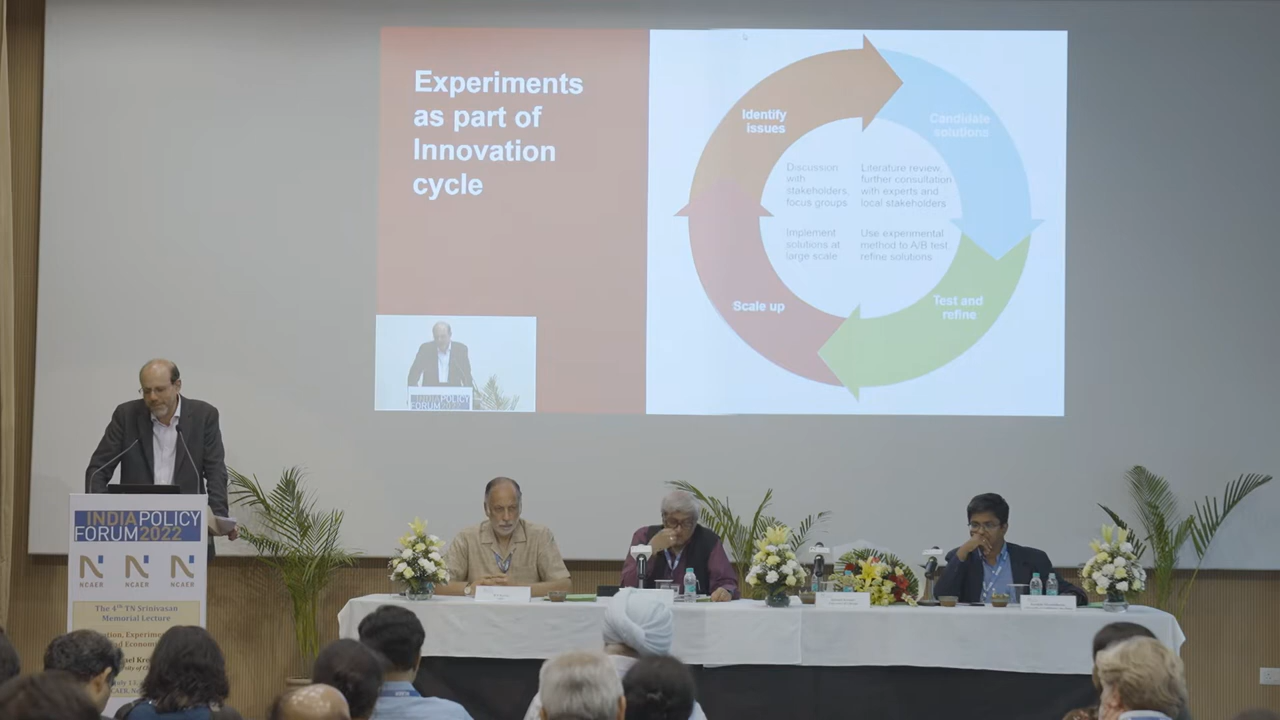 Experiments
as part of
Innovation
cycle
Identify
issues
Candidate
solutions
Discussion
with
stakeholders,
focus groups
Literature review,
further consultation
with experts and
local stakeholders
Implement
solutions at
large scale
Use experimental
method to A/B test,
refine solutions
Scale up
Test and
refine
INDIA POLICY
FORUM 2022
INDIAPOLICY
FORUM2022
NCAER NCAER NCAER
The 4th TN Srinivasan
Memorial Lecture